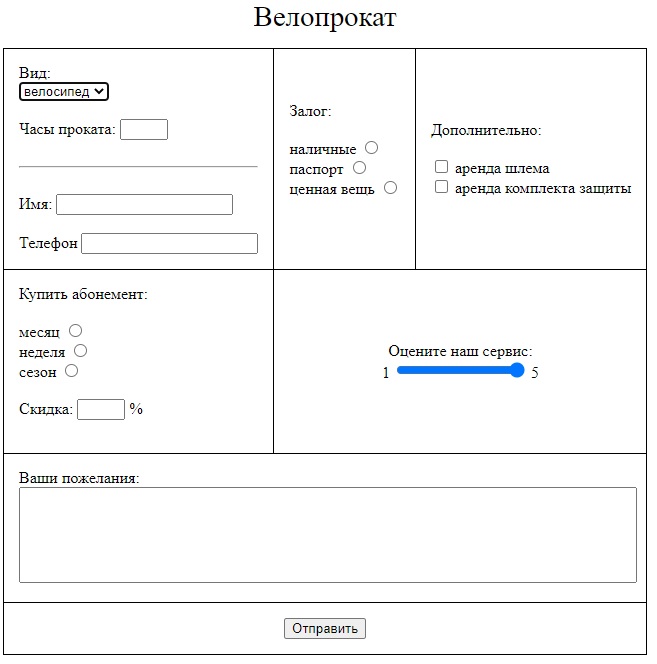 Велопрокат
Вид:
велосипед
Часы проката:
Имя:
Телефон
Залог:
наличные
паспорт
ценная вещь
Дополнительно:
аренда шлема
аренда комплекта защиты
Купить абонемент:
месяц
неделя
сезон
Скидка: %
Оцените наш сервис:
1 5
Ваши пожелания:
Отправить